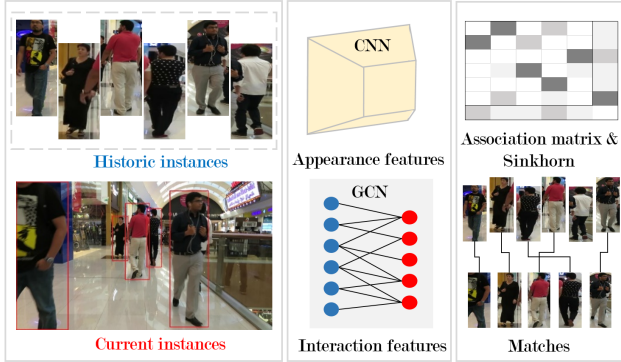 Historic instances
Current instances
CNN
Appearance features
GCN
Interaction features
Association matrix &
Sinkhorn
Matches